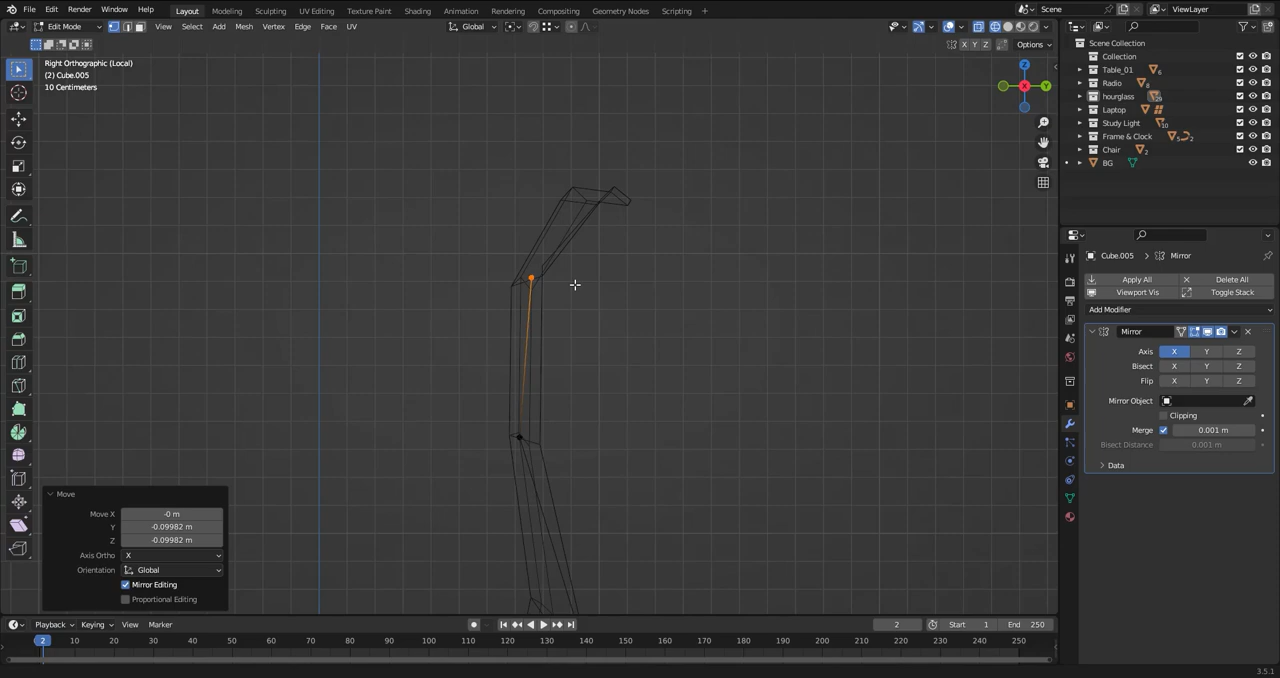 File Edit Render Window Help Layout Modeling Sculpting UV Editing Texture Paint Shading Animation Rendering Compositing Geometry Nodes Scripting + Scene ViewLayer
Edit Mode View Select Add Mesh Vertex Edge Face UV Global
X Y Z Options
Right Orthographic (Local)
(2) Cube.005
10 Centimeters
Z
X
Y
Scene Collection
Collection
Table_01 6
Radio 8
hourglass 29
Laptop
Study Light 10
Frame & Clock 5 2
Chair 2
BG
Cube.005 Mirror
Apply All Delete All
Viewport Vis Toggle Stack
Add Modifier
Mirror
Axis X Y Z
Bisect X Y Z
Flip X Y Z
Mirror Object
Clipping
Merge 0.001 m
Bisect Distance 0.001 m
Data
Move
Move X -0 m
Y -0.09982 m
Z -0.09982 m
Axis Ortho X
Orientation Global
Mirror Editing
Proportional Editing
Playback Keying View Marker 2 Start 1 End 250
2 10 20 30 40 50 60 70 80 90 100 110 120 130 140 150 160 170 180 190 200 210 220 230 240 250
3.5.1